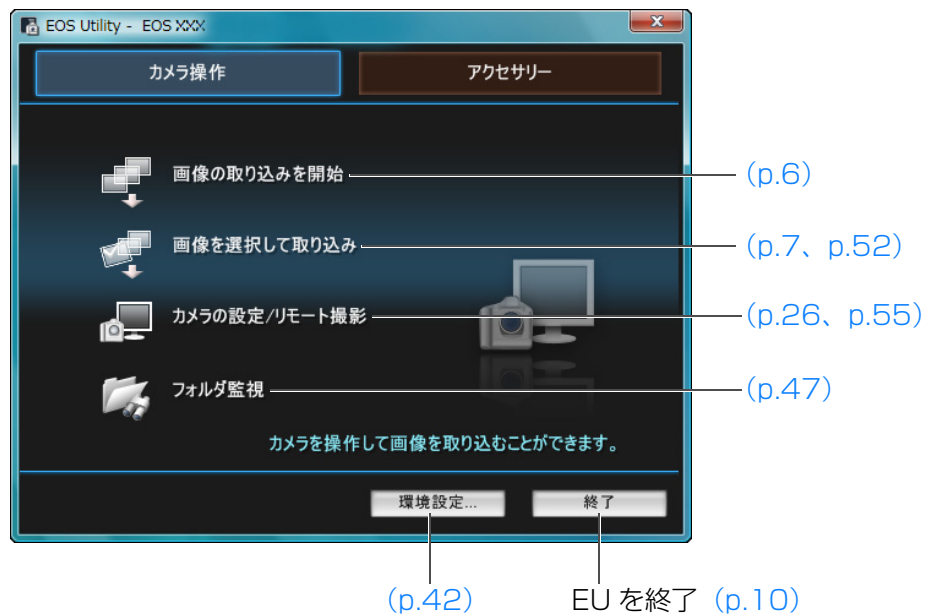 EOS Utility - EOS XXX
カメラ操作
アクセサリー
画像の取り込みを開始
(p.6)
画像を選択して取り込み
(p.7、p.52)
カメラの設定/リモート撮影
(p.26、p.55)
フォルダ監視
(p.47)
カメラを操作して画像を取り込むことができます。
環境設定...
終了
(p.42)
EU を終了 (p.10)